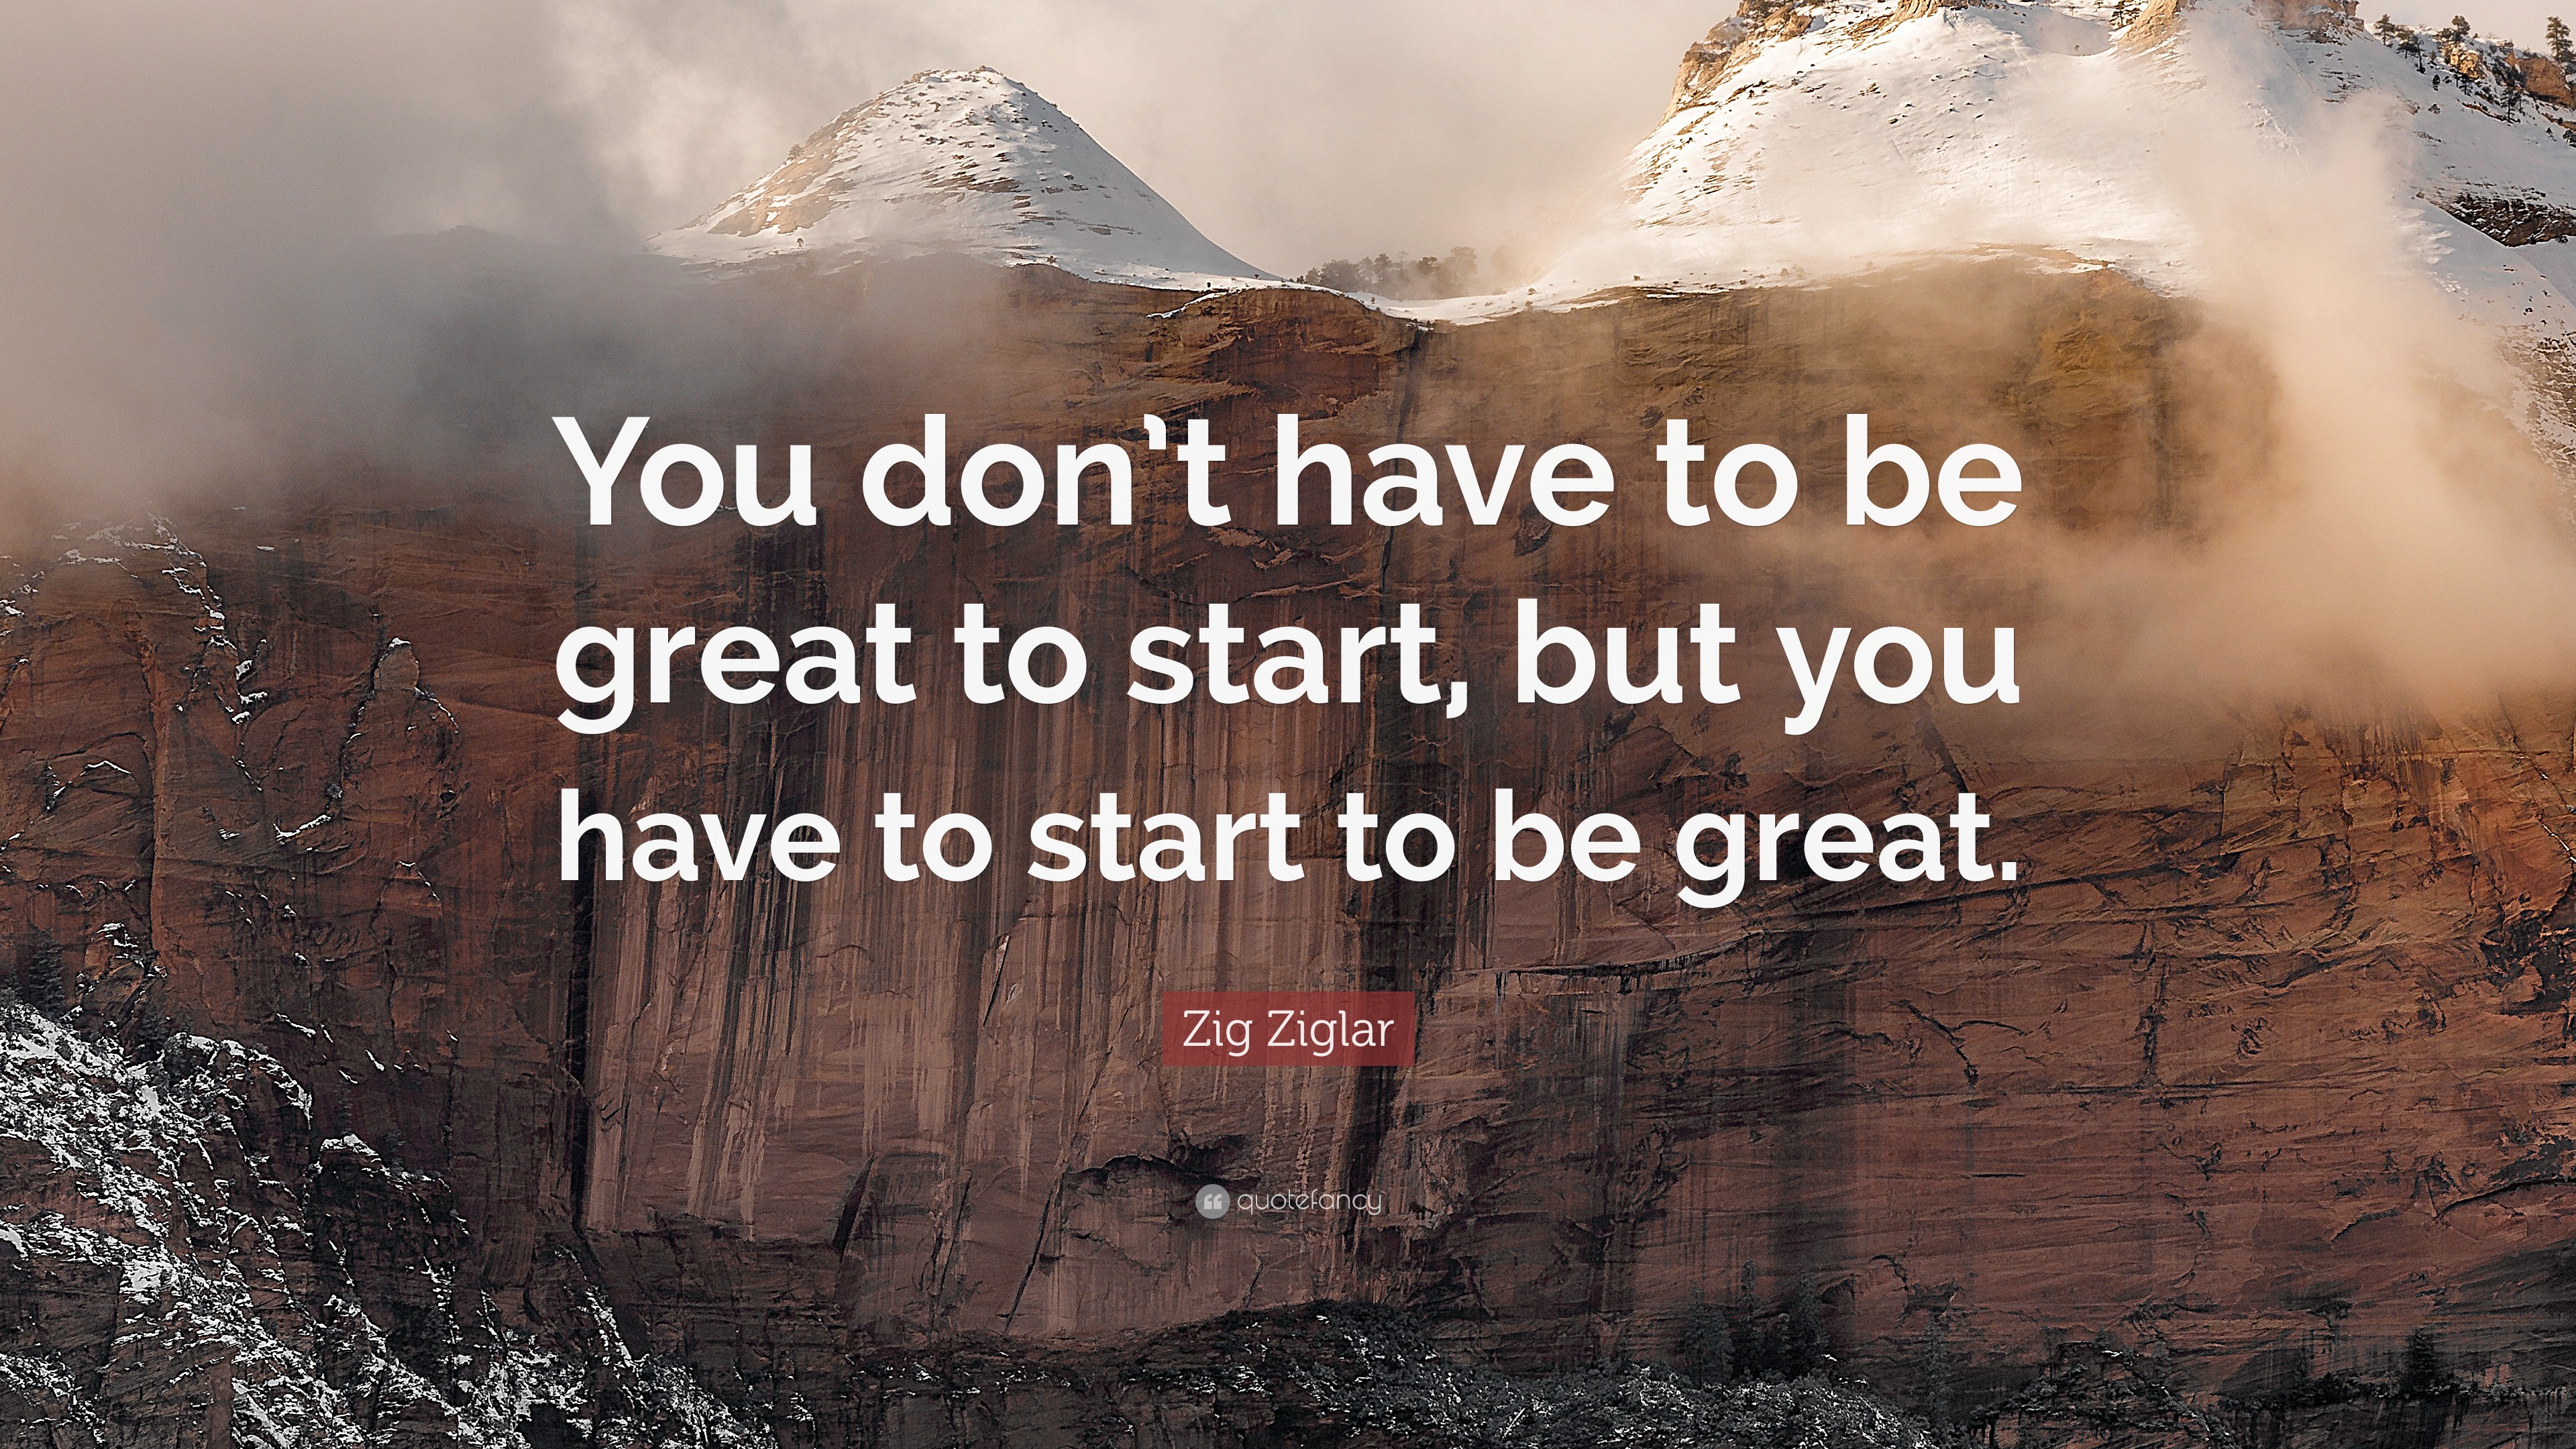 You don’t have to be
great to start, but you
have to start to be great.
Zig Ziglar
quotefancy